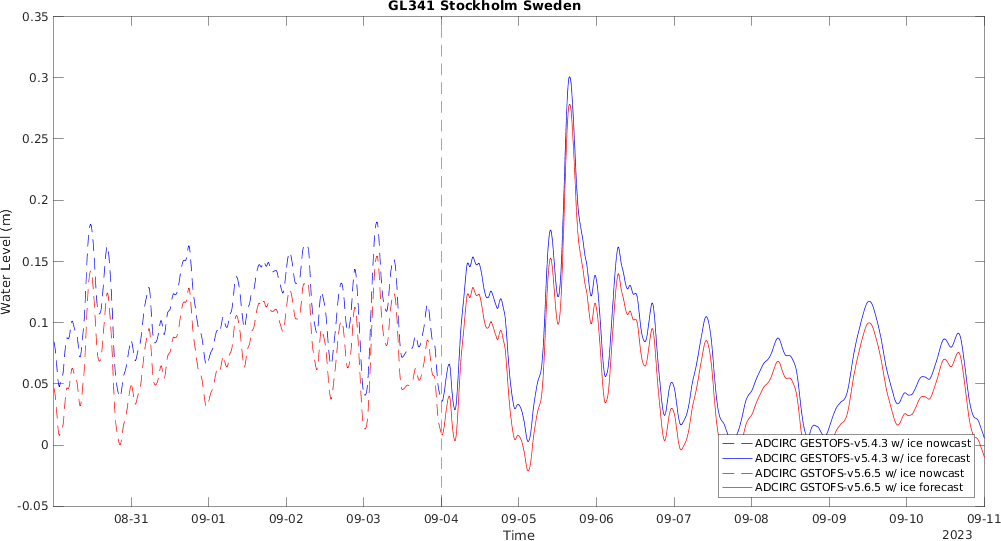 GL341 Stockholm Sweden
0.35
0.3
0.25
0.2
0.15
0.1
0.05
0
-0.05
Water Level (m)
ADCIRC GESTOFS-v5.4.3 w/ ice nowcast
ADCIRC GESTOFS-v5.4.3 w/ ice forecast
ADCIRC GSTOFS-v5.6.5 w/ ice nowcast
ADCIRC GSTOFS-v5.6.5 w/ ice forecast
08-31 09-01 09-02 09-03 09-04 09-05 09-06 09-07 09-08 09-09 09-10 09-11
Time
2023